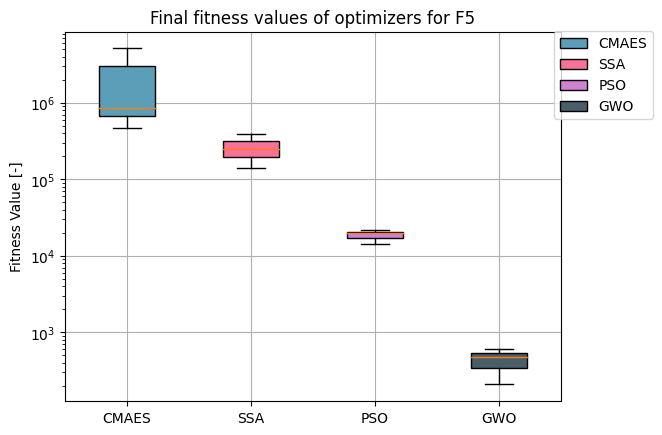 Final fitness values of optimizers for F5
CMAES
SSA
PSO
GWO
Fitness Value [-]
10^6
10^5
10^4
10^3
CMAES SSA PSO GWO